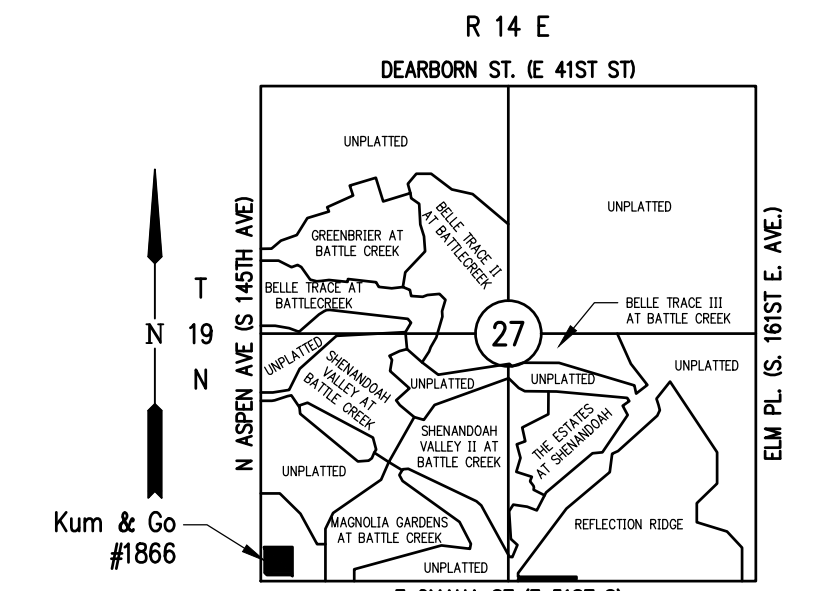 R 14 E
DEARBORN ST. (E 41ST ST)
UNPLATTED
UNPLATTED
N ASPEN AVE (S 145TH AVE)
ELM PL. (S. 161ST E. AVE.)
GREENBRIER AT
BATTLE CREEK
BELLE TRACE II
AT BATTLECREEK
BELLE TRACE AT
BATTLECREEK
T
19
N
N
27
BELLE TRACE III
AT BATTLE CREEK
UNPLATTED
SHENANDOAH
VALLEY AT
BATTLE CREEK
UNPLATTED
UNPLATTED
UNPLATTED
SHENANDOAH
VALLEY II AT
BATTLE CREEK
THE ESTATES
AT SHENANDOAH
UNPLATTED
Kum & Go
#1866
MAGNOLIA GARDENS
AT BATTLE CREEK
REFLECTION RIDGE
UNPLATTED